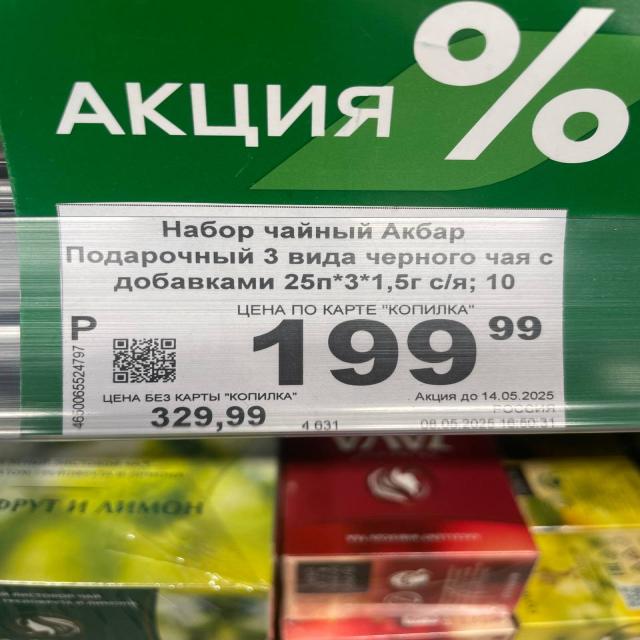 АКЦИЯ %
Набор чайный Акбар
Подарочный 3 вида черного чая с
добавками 25п*3*1,5г с/я; 10
ЦЕНА ПО КАРТЕ "КОПИЛКА"
Р
199 99
4600065524797
ЦЕНА БЕЗ КАРТЫ "КОПИЛКА"
Акция до 14.05.2025
329,99
РОССИЯ
4 631
08.05.2025 16:50:31
ФРУТ И ЛИМОН